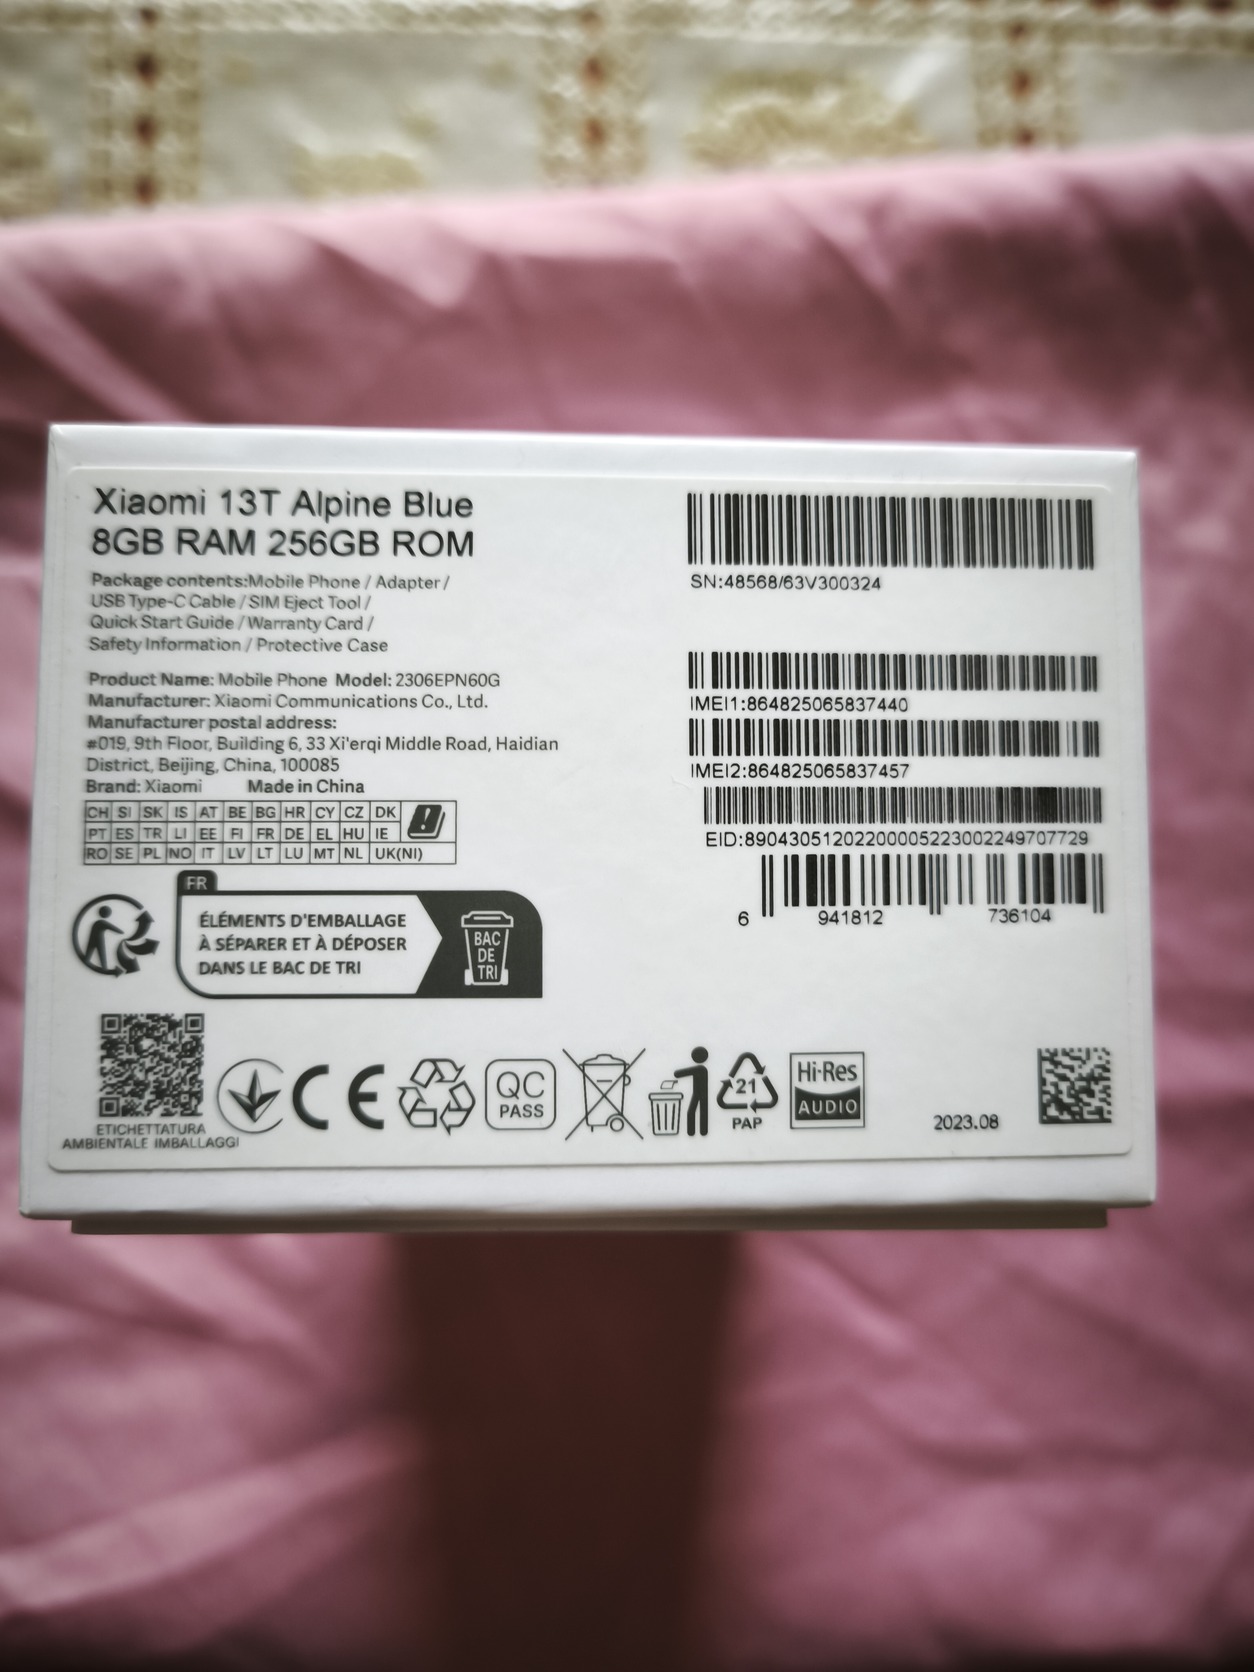 Xiaomi 13T Alpine Blue
8GB RAM 256GB ROM
Package contents:Mobile Phone / Adapter /
USB Type-C Cable / SIM Eject Tool /
Quick Start Guide / Warranty Card /
Safety Information / Protective Case
Product Name: Mobile Phone Model: 2306EPN60G
Manufacturer: Xiaomi Communications Co., Ltd.
Manufacturer postal address:
#019, 9th Floor, Building 6, 33 Xi'erqi Middle Road, Haidian
District, Beijing, China, 100085
Brand: Xiaomi Made in China
CH SI SK IS AT BE BG HR CY CZ DK
PT ES TR LI EE FI FR DE EL HU IE
RO SE PL NO IT LV LT LU MT NL UK(NI)
SN:48568/63V300324
IMEI1:864825065837440
IMEI2:864825065837457
EID:89043051202200005223002249707729
6 941812 736104
FR
ÉLÉMENTS D'EMBALLAGE
À SÉPARER ET À DÉPOSER
DANS LE BAC DE TRI
BAC
DE
TRI
ETICHETTATURA
AMBIENTALE IMBALLAGGI
CE
QC
PASS
21
PAP
Hi-Res
AUDIO
2023.08